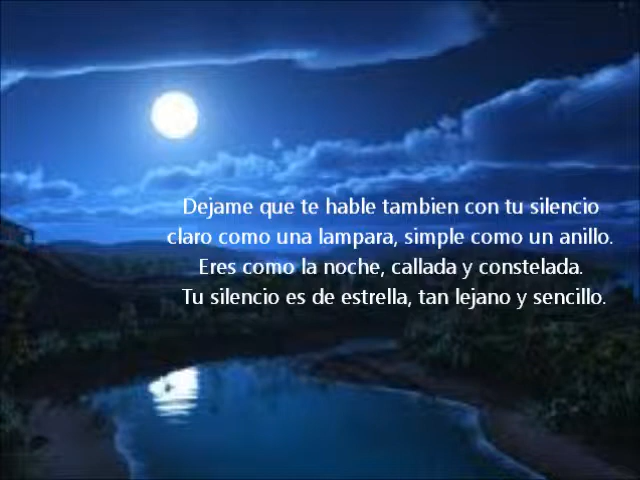 Dejame que te hable tambien con tu silencio
claro como una lampara, simple como un anillo.
Eres como la noche, callada y constelada.
Tu silencio es de estrella, tan lejano y sencillo.